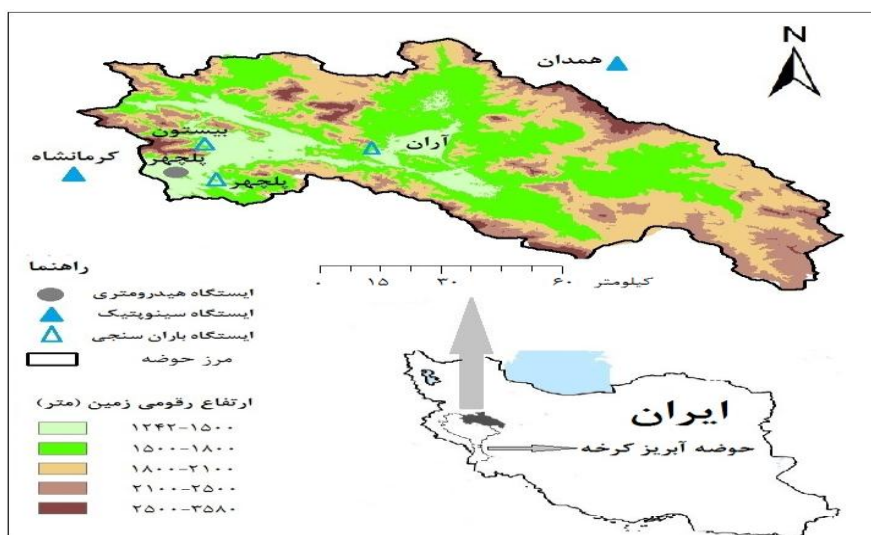 N
همدان
بیستون
آران
پلچهر
کرمانشاه
پلچهر
راهنما
ایستگاه هیدرومتری
ایستگاه سینوپتیک
ایستگاه باران سنجی
مرز حوضه
۰ ۱۵ ۳۰ ۶۰ کیلومتر
ارتفاع رقومی زمین (متر)
۱۲۴۲-۱۵۰۰
۱۵۰۰-۱۸۰۰
۱۸۰۰-۲۱۰۰
۲۱۰۰-۲۵۰۰
۲۵۰۰-۳۵۸۰
ایران
حوضه آبریز کرخه